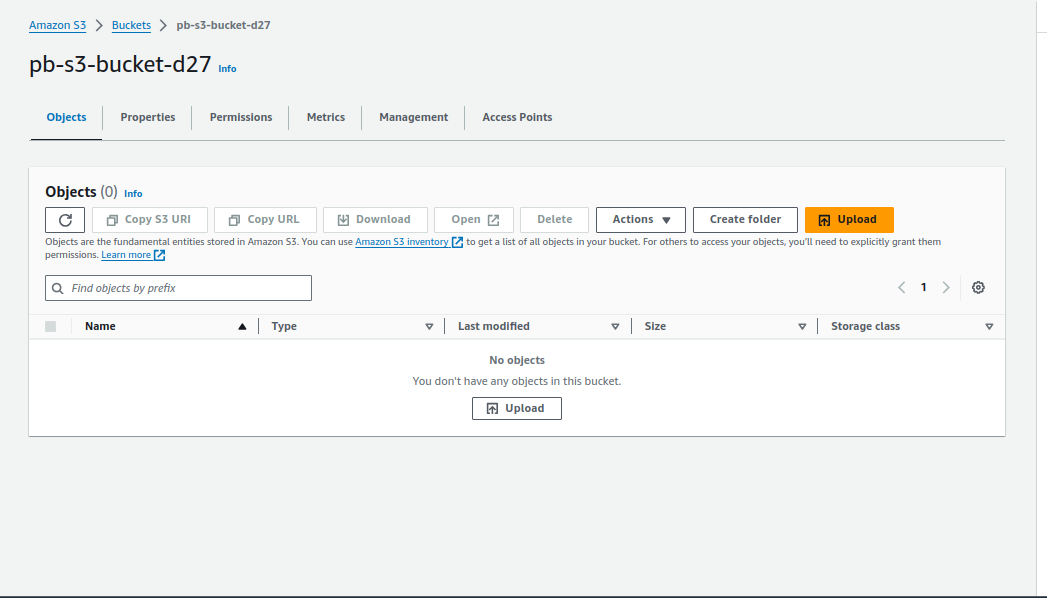 Amazon S3 > Buckets > pb-s3-bucket-d27
pb-s3-bucket-d27 Info
Objects Properties Permissions Metrics Management Access Points
Objects (0) Info
Copy S3 URI Copy URL Download Open Delete Actions Create folder Upload
Objects are the fundamental entities stored in Amazon S3. You can use Amazon S3 inventory to get a list of all objects in your bucket. For others to access your objects, you'll need to explicitly grant them
permissions. Learn more
Find objects by prefix 1
Name Type Last modified Size Storage class
No objects
You don't have any objects in this bucket.
Upload